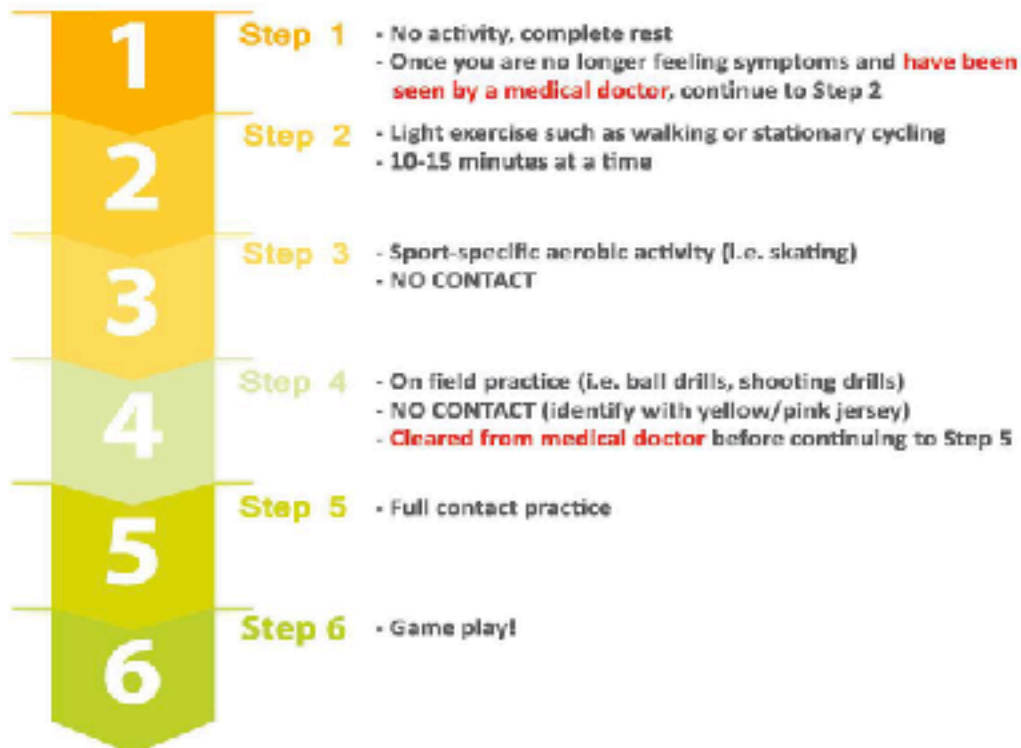 1
Step 1
- No activity, complete rest
- Once you are no longer feeling symptoms and have been
seen by a medical doctor, continue to Step 2
2
Step 2
- Light exercise such as walking or stationary cycling
- 10-15 minutes at a time
3
Step 3
- Sport-specific aerobic activity (i.e. skating)
- NO CONTACT
4
Step 4
- On field practice (i.e. ball drills, shooting drills)
- NO CONTACT (identify with yellow/pink jersey)
- Cleared from medical doctor before continuing to Step 5
5
Step 5
- Full contact practice
6
Step 6
- Game play!